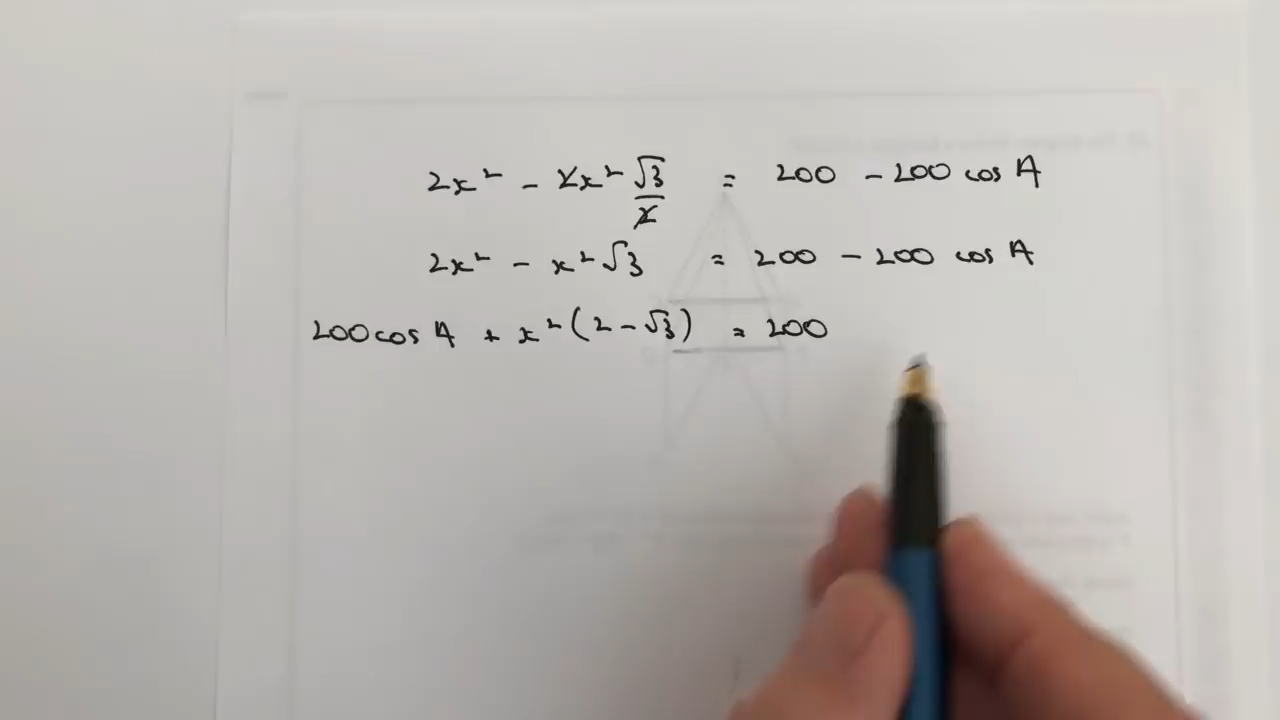 2x² - 2x² √3/2 = 200 - 200 cos A
2x² - x²√3 = 200 - 200 cos A
200 cos A + x²(2 - √3) = 200